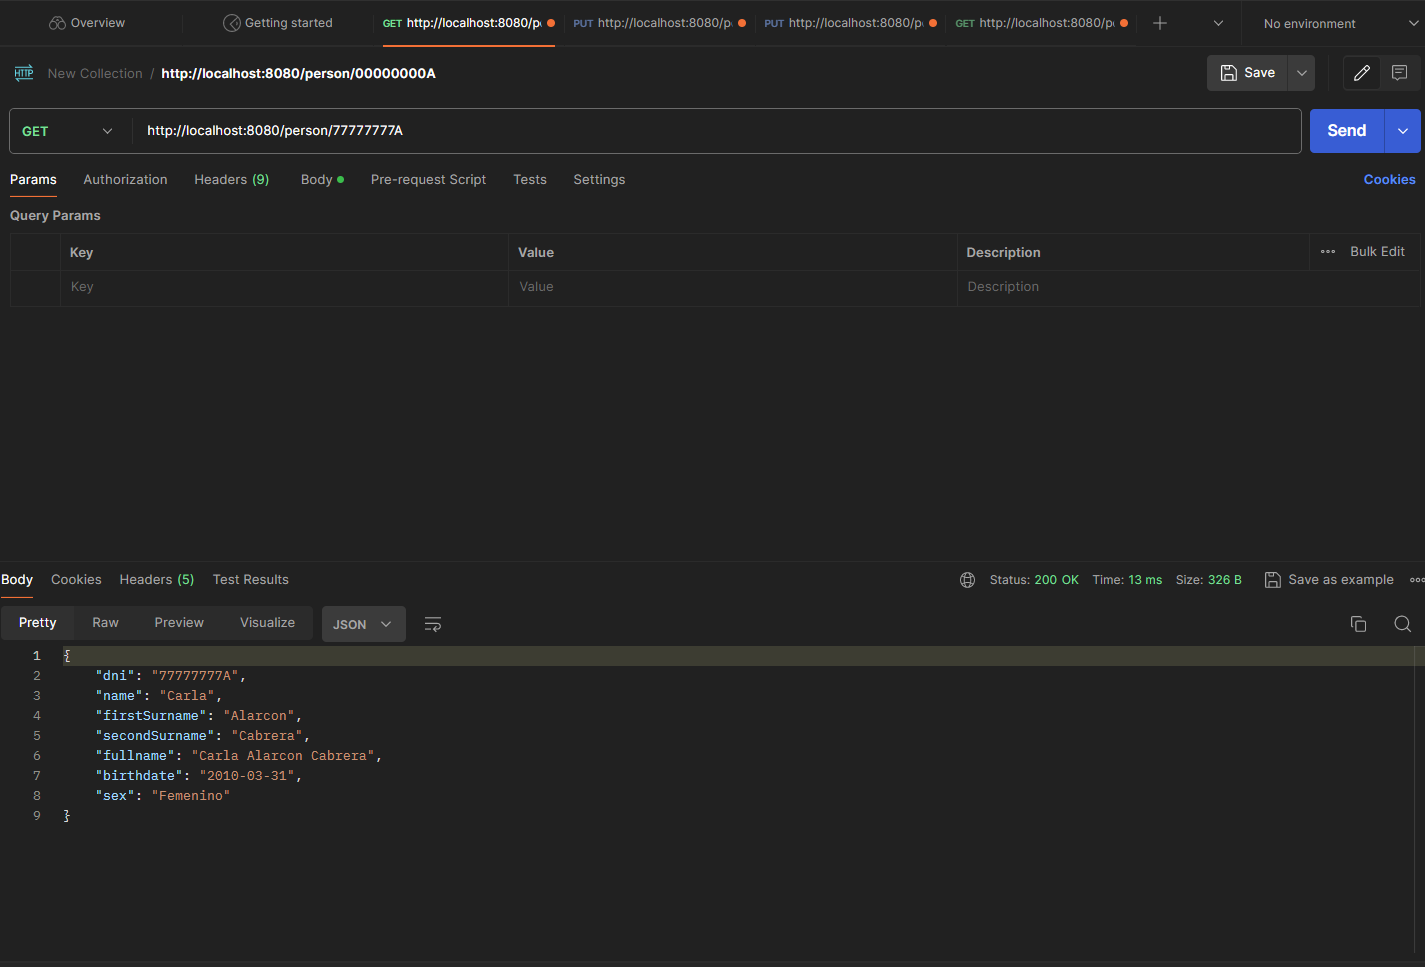 Overview Getting started GET http://localhost:8080/p PUT http://localhost:8080/p PUT http://localhost:8080/p GET http://localhost:8080/p No environment
HTTP New Collection / http://localhost:8080/person/00000000A Save
GET http://localhost:8080/person/77777777A Send
Params Authorization Headers (9) Body Pre-request Script Tests Settings Cookies
Query Params
Key Value Description Bulk Edit
Key Value Description
Body Cookies Headers (5) Test Results Status: 200 OK Time: 13 ms Size: 326 B Save as example
Pretty Raw Preview Visualize JSON
1 {
2 "dni": "77777777A",
3 "name": "Carla",
4 "firstSurname": "Alarcon",
5 "secondSurname": "Cabrera",
6 "fullname": "Carla Alarcon Cabrera",
7 "birthdate": "2010-03-31",
8 "sex": "Femenino"
9 }